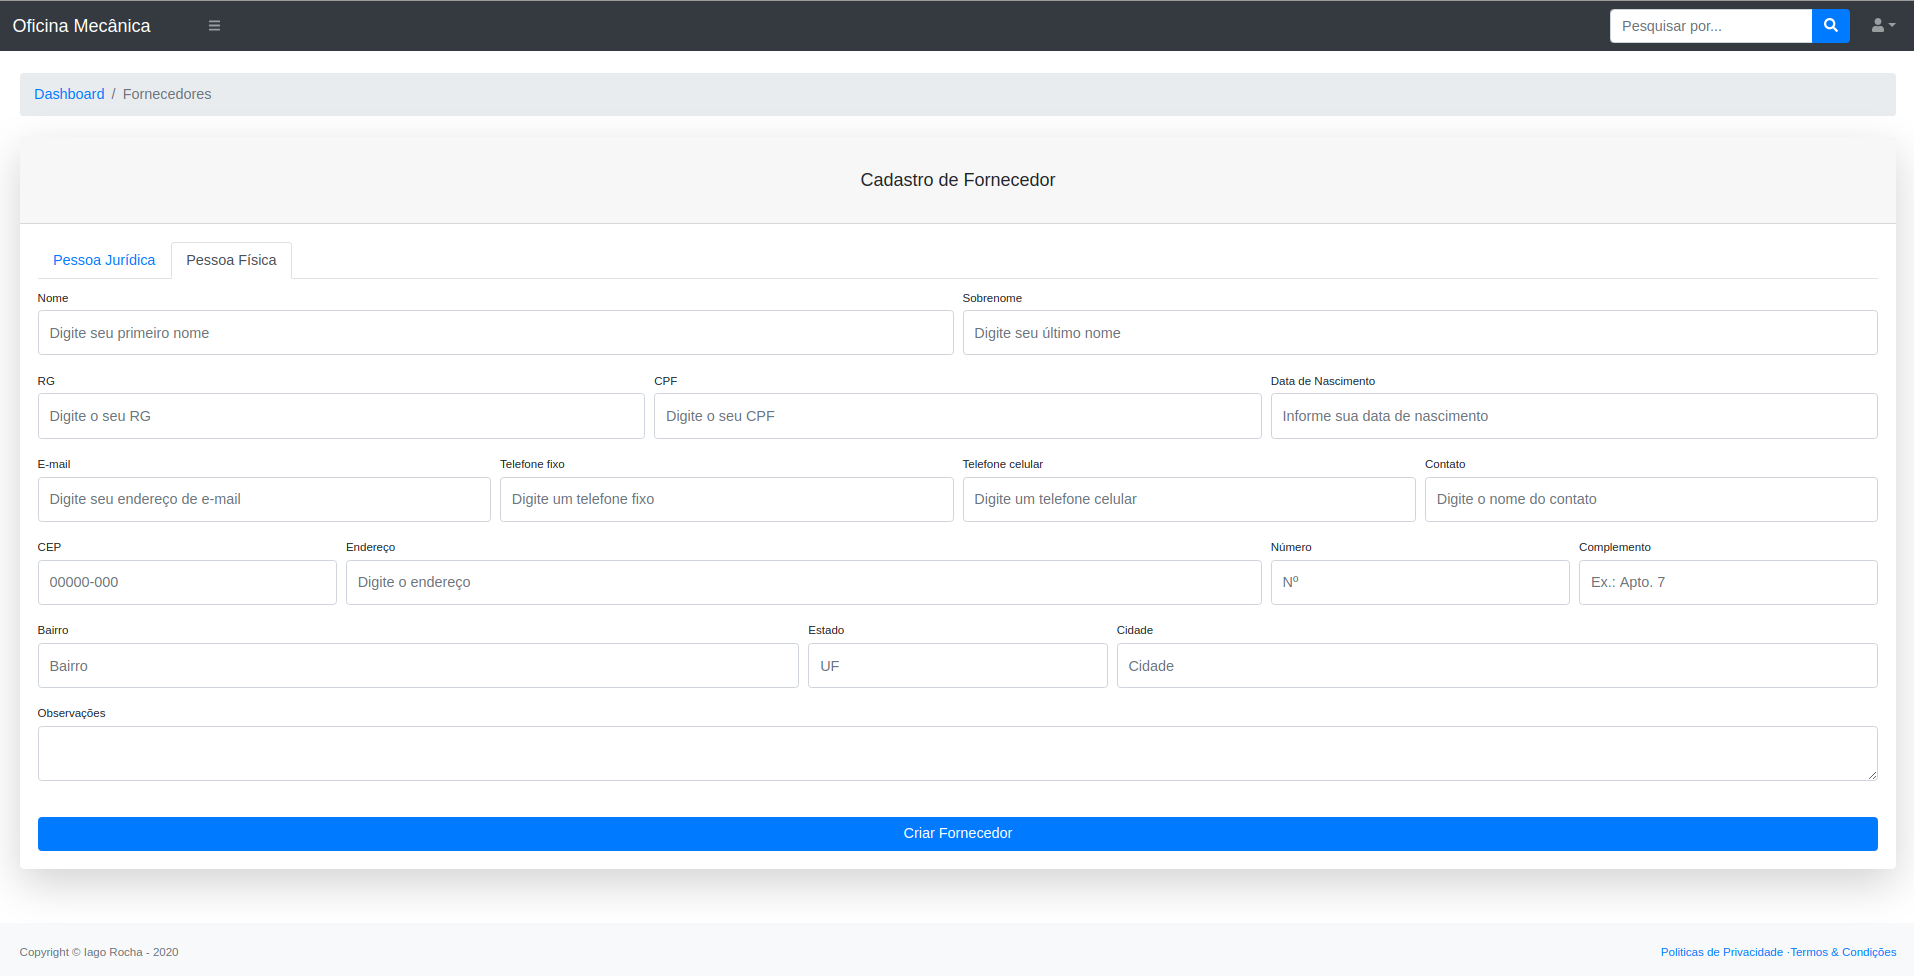 Oficina Mecânica
Pesquisar por...
Dashboard / Fornecedores
Cadastro de Fornecedor
Pessoa Jurídica Pessoa Física
Nome Sobrenome
Digite seu primeiro nome Digite seu último nome
RG CPF Data de Nascimento
Digite o seu RG Digite o seu CPF Informe sua data de nascimento
E-mail Telefone fixo Telefone celular Contato
Digite seu endereço de e-mail Digite um telefone fixo Digite um telefone celular Digite o nome do contato
CEP Endereço Número Complemento
00000-000 Digite o endereço Nº Ex.: Apto. 7
Bairro Estado Cidade
Bairro UF Cidade
Observações
Criar Fornecedor
Copyright © Iago Rocha - 2020 Politicas de Privacidade ·Termos & Condições